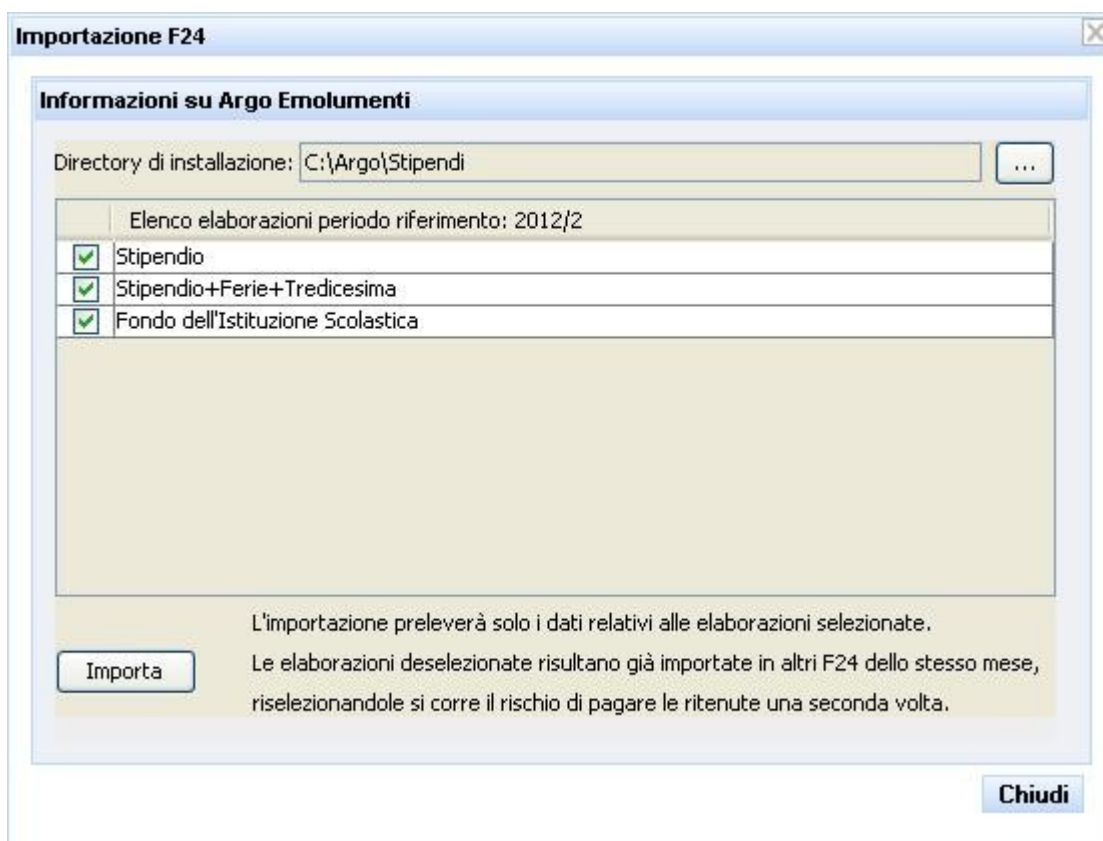 Importazione F24
Informazioni su Argo Emolumenti
Directory di installazione: C:\Argo\Stipendi ...
Elenco elaborazioni periodo riferimento: 2012/2
Stipendio
Stipendio+Ferie+Tredicesima
Fondo dell'Istituzione Scolastica
L'importazione preleverà solo i dati relativi alle elaborazioni selezionate.
Importa
Le elaborazioni deselezionate risultano già importate in altri F24 dello stesso mese,
riselezionandole si corre il rischio di pagare le ritenute una seconda volta.
Chiudi